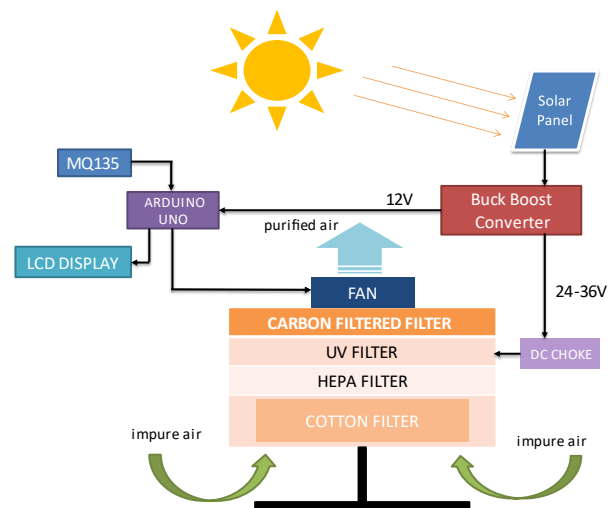 Solar
Panel
MQ135
ARDUINO
UNO
12V
Buck Boost
Converter
purified air
LCD DISPLAY
FAN
24-36V
CARBON FILTERED FILTER
UV FILTER
DC CHOKE
HEPA FILTER
COTTON FILTER
impure air
impure air